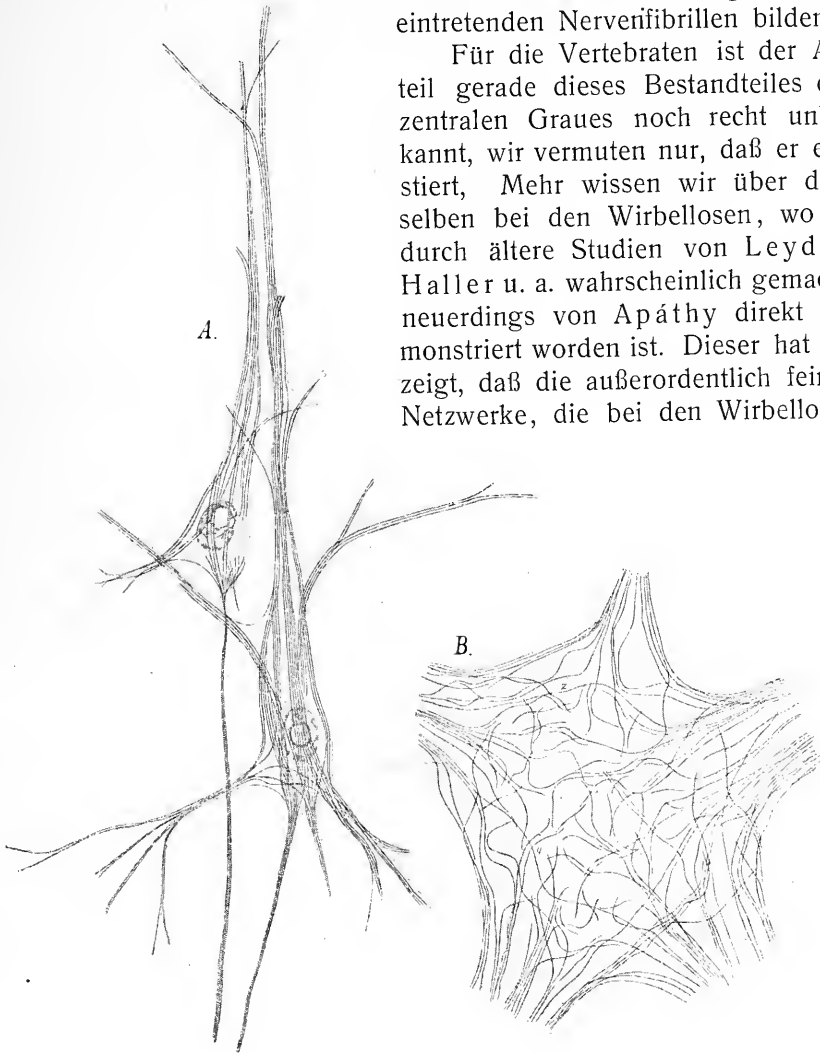 eintretenden Nervenfibrillen bilden
Für die Vertebraten ist der A
teil gerade dieses Bestandteiles
zentralen Graues noch recht un
kannt, wir vermuten nur, daß er e
stiert, Mehr wissen wir über d
selben bei den Wirbellosen, wo
durch ältere Studien von Leyd
Haller u. a. wahrscheinlich gemac
neuerdings von Apáthy direkt
monstriert worden ist. Dieser hat
zeigt, daß die außerordentlich fein
Netzwerke, die bei den Wirbello
A.
B.
z